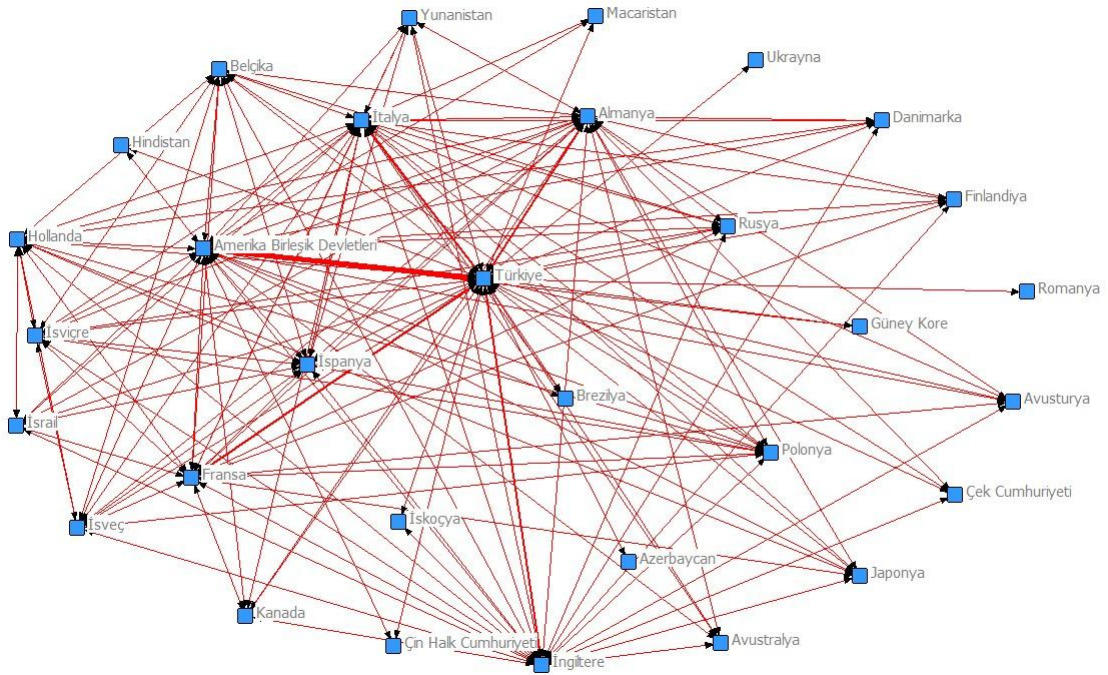 Yunanistan
Macaristan
Ukrayna
Belçika
İtalya
Almanya
Danimarka
Hindistan
Finlandiya
Rusya
Hollanda
Amerika Birleşik Devletleri
Türkiye
Romanya
Güney Kore
İsviçre
İspanya
Brezilya
Avusturya
İsrail
Polonya
Fransa
Çek Cumhuriyeti
İsveç
İskoçya
Azerbaycan
Japonya
Kanada
Çin Halk Cumhuriyeti
Avustralya
İngiltere